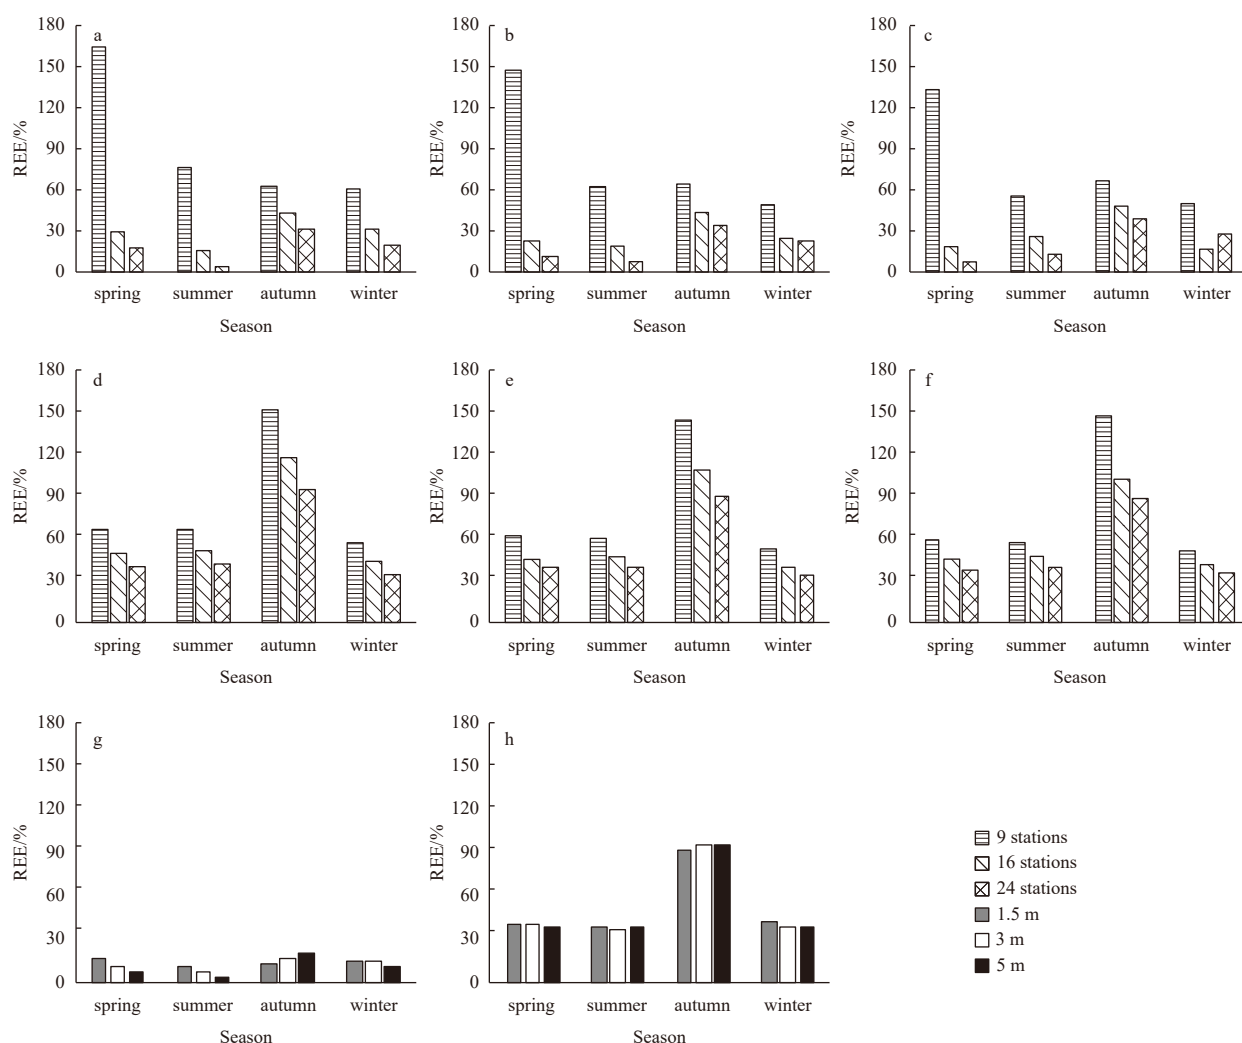 a
180
150
120
90
60
30
0
REE/%
spring summer autumn winter
Season
b
180
150
120
90
60
30
0
REE/%
spring summer autumn winter
Season
c
180
150
120
90
60
30
0
REE/%
spring summer autumn winter
Season
d
180
150
120
90
60
30
0
REE/%
spring summer autumn winter
Season
e
180
150
120
90
60
30
0
REE/%
spring summer autumn winter
Season
f
180
150
120
90
60
30
0
REE/%
spring summer autumn winter
Season
g
180
150
120
90
60
30
0
REE/%
spring summer autumn winter
Season
h
180
150
120
90
60
30
0
REE/%
spring summer autumn winter
Season
9 stations
16 stations
24 stations
1.5 m
3 m
5 m